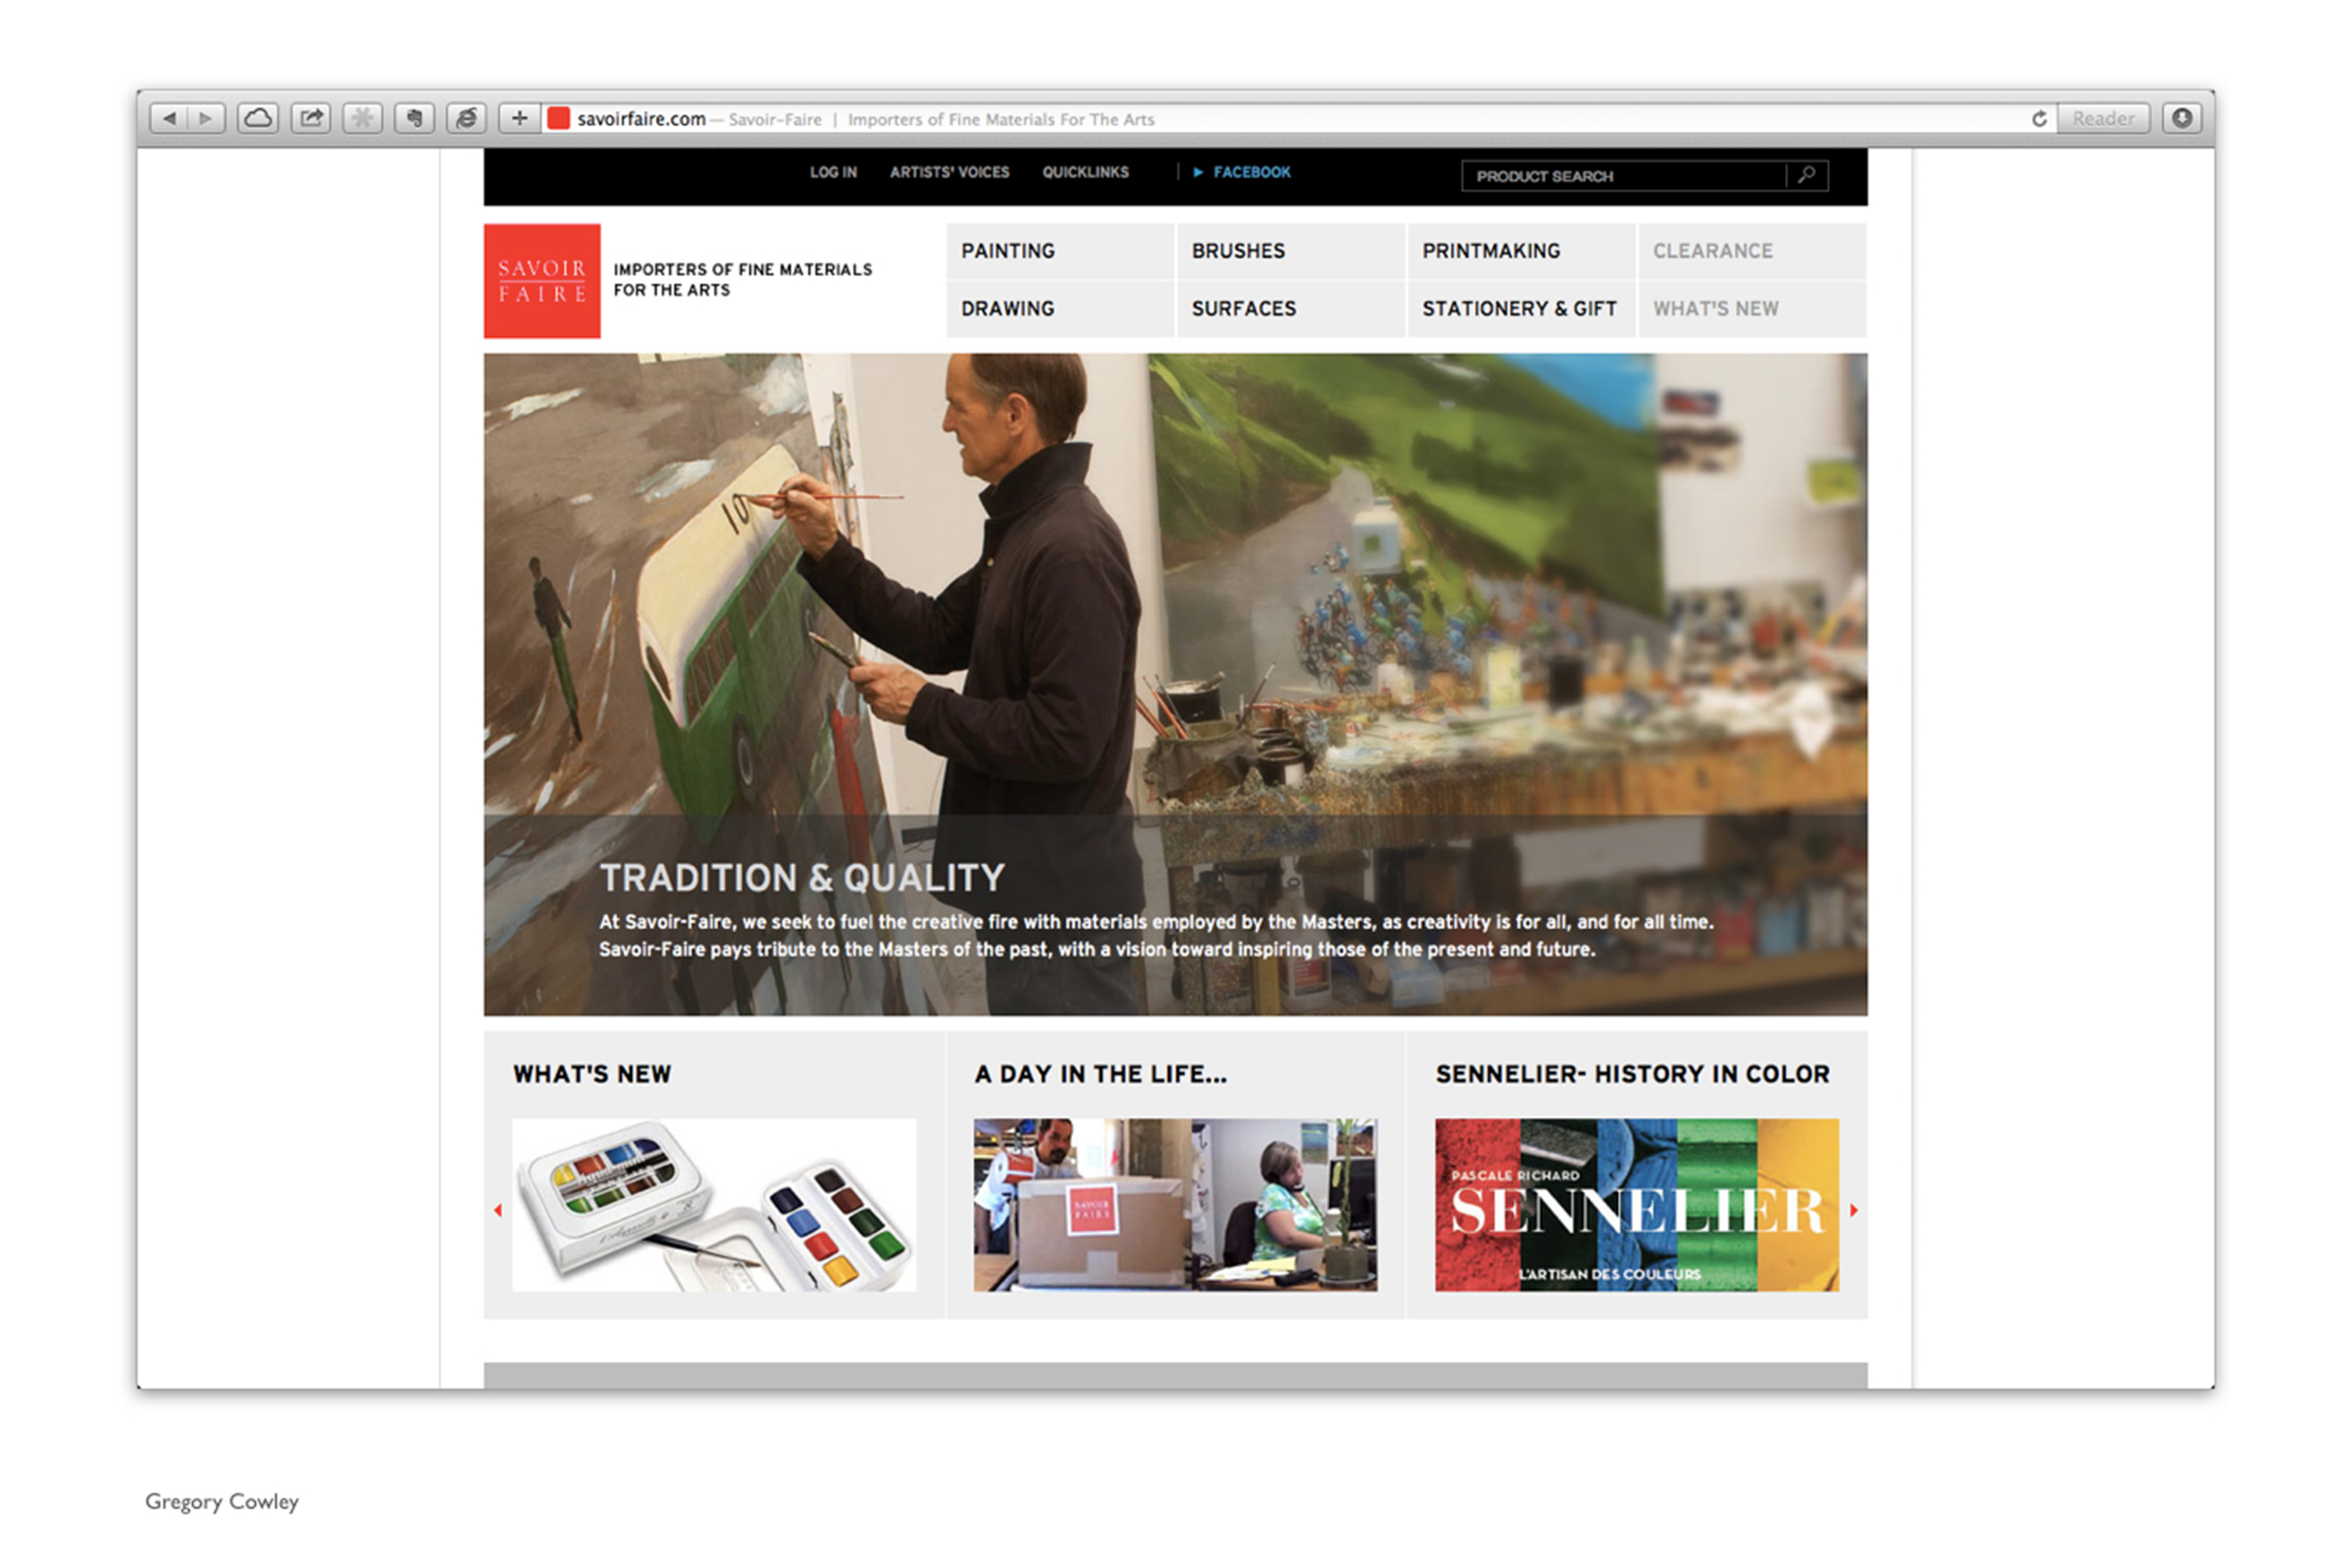 savoirfaire.com — Savoir-Faire | Importers of Fine Materials For The Arts
Reader
LOG IN ARTISTS' VOICES QUICKLINKS | ► FACEBOOK
PRODUCT SEARCH
SAVOIR
FAIRE
IMPORTERS OF FINE MATERIALS
FOR THE ARTS
PAINTING BRUSHES PRINTMAKING CLEARANCE
DRAWING SURFACES STATIONERY & GIFT WHAT'S NEW
10
TRADITION & QUALITY
At Savoir-Faire, we seek to fuel the creative fire with materials employed by the Masters, as creativity is for all, and for all time.
Savoir-Faire pays tribute to the Masters of the past, with a vision toward inspiring those of the present and future.
WHAT'S NEW
A DAY IN THE LIFE...
SAVOIR
FAIRE
SENNELIER- HISTORY IN COLOR
PASCALE RICHARD
SENNELIER
L'ARTISAN DES COULEURS
Gregory Cowley